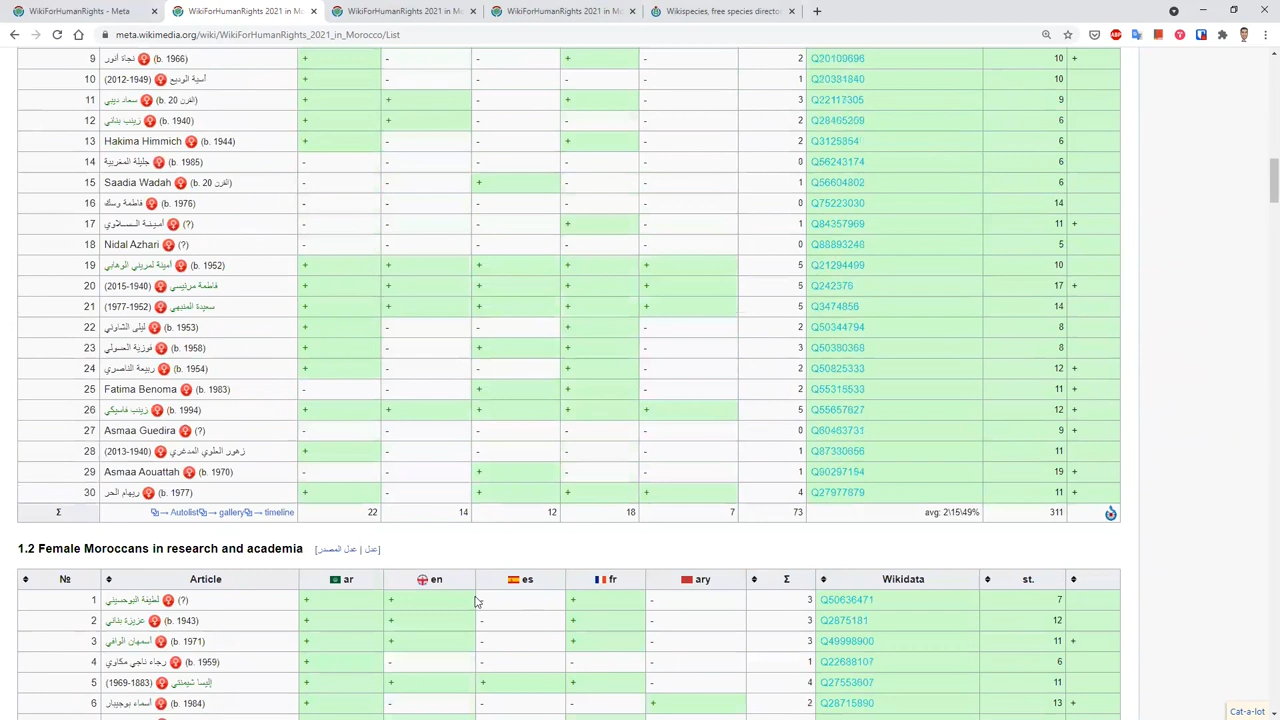 WikiForHumanRights - Meta
WikiForHumanRights 2021 in M
WikiForHumanRights 2021 in Moroc
WikiForHumanRights 2021 in Moroc
Wikispecies, free species director
meta.wikimedia.org/wiki/WikiForHumanRights_2021_in_Morocco/List
9 نجاة أنور (b. 1966) + - - + - 2 Q20109696 10 +
10 آسية الوديع (1949-2012) + - - - - 1 Q20381840 10
11 سعاد دبيبي (b. 20 القرن) + + - + - 3 Q22117305 9
12 زينب بناني (b. 1940) + + - - - 2 Q28465209 6
13 Hakima Himmich (b. 1944) + - - + - 2 Q3125854 6
14 جليلة المغربية (b. 1985) - - - - - 0 Q56243174 6
15 Saadia Wadah (b. 20 القرن) - - + - - 1 Q56604802 6
16 فاطمة وساك (b. 1976) - - - - - 0 Q75223030 14
17 أمينة السسلاوي (?) - - - + - 1 Q84357969 11 +
18 Nidal Azhari (?) - - - - - 0 Q88893248 5
19 أمينة لمريني الوهابي (b. 1952) + + + + + 5 Q21294499 10
20 فاطمة مرنيسي (1940-2015) + + + + + 5 Q242376 17 +
21 سعيدة المنبهي (1952-1977) + + + + + 5 Q3474856 14
22 ليلى الشاوني (b. 1953) + - - + - 2 Q50344794 8
23 فوزية العسولي (b. 1958) + - + + - 3 Q50380368 8
24 ربيعة الناصري (b. 1954) + - - + - 2 Q50825333 12 +
25 Fatima Benoma (b. 1983) - - + + - 2 Q55315533 11 +
26 زينب فاسيكي (b. 1994) + + + + + 5 Q55657627 12 +
27 Asmaa Guedira (?) - - - - - 0 Q60463731 9 +
28 زهور العلوي المدغري (1940-2013) + - - - - 1 Q87330656 11
29 Asmaa Aouattah (b. 1970) - - + - - 1 Q90297154 19 +
30 ريهام الحر (b. 1977) + - + + + 4 Q27977879 11 +
Σ → Autolist → gallery → timeline 22 14 12 18 7 73 avg: 2\15\49% 311
1.2 Female Moroccans in research and academia [عدل | عدل المصدر]
№ Article ar en es fr ary Σ Wikidata st.
1 لطيفة البوحسيني (?) + + - + - 3 Q50636471 7
2 عزيزة بناني (b. 1943) + + - + - 3 Q2875181 12
3 أسمهان الوافي (b. 1971) + + - + - 3 Q49998900 11 +
4 رجاء ناجي مكاوي (b. 1959) + - - - - 1 Q22688107 6
5 إليسا شيمنتي (1883-1969) + + + + - 4 Q27553607 11
6 أسماء بوجيبار (b. 1984) + - - - + 2 Q28715890 13 +
Cat-a-lot